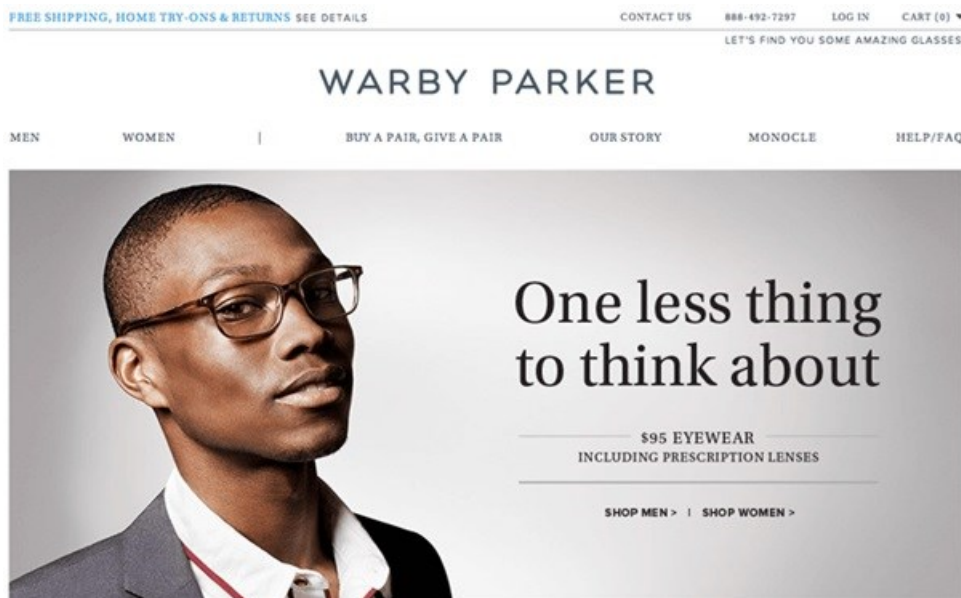 FREE SHIPPING, HOME TRY-ONS & RETURNS SEE DETAILS
CONTACT US 888-492-7297 LOG IN CART (0)
LET'S FIND YOU SOME AMAZING GLASSES
WARBY PARKER
MEN WOMEN | BUY A PAIR, GIVE A PAIR OUR STORY MONOCLE HELP/FAQ
One less thing
to think about
$95 EYEWEAR
INCLUDING PRESCRIPTION LENSES
SHOP MEN > | SHOP WOMEN >